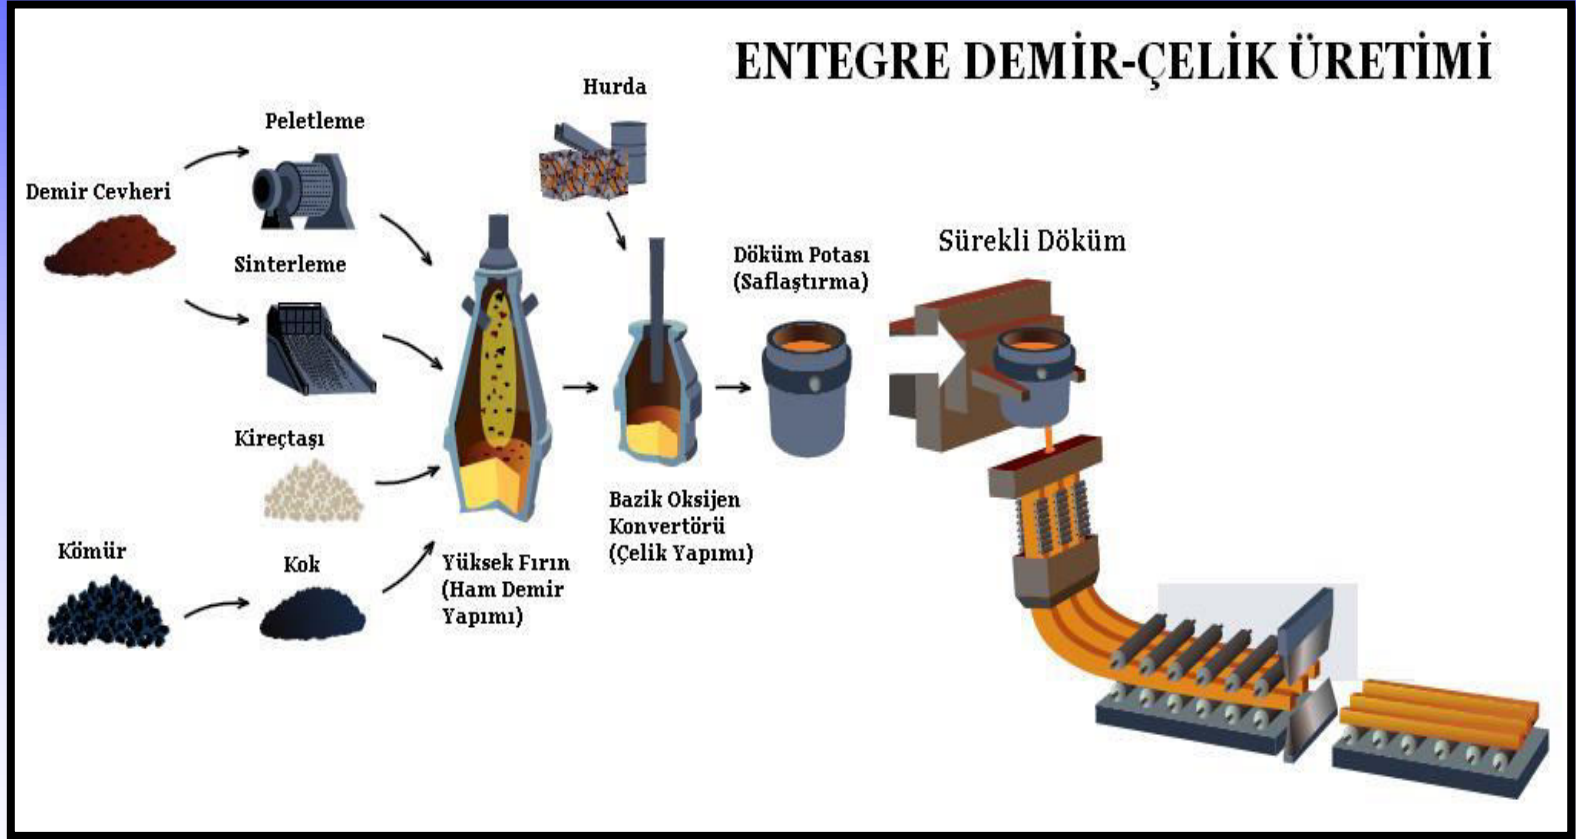 ENTEGRE DEMİR-ÇELİK ÜRETİMİ
Hurda
Peletleme
Demir Cevheri
Sinterleme
Kireçtaşı
Kömür
Kok
Yüksek Fırın
(Ham Demir
Yapımı)
Bazik Oksijen
Konvertörü
(Çelik Yapımı)
Döküm Potası
(Saflaştırma)
Sürekli Döküm